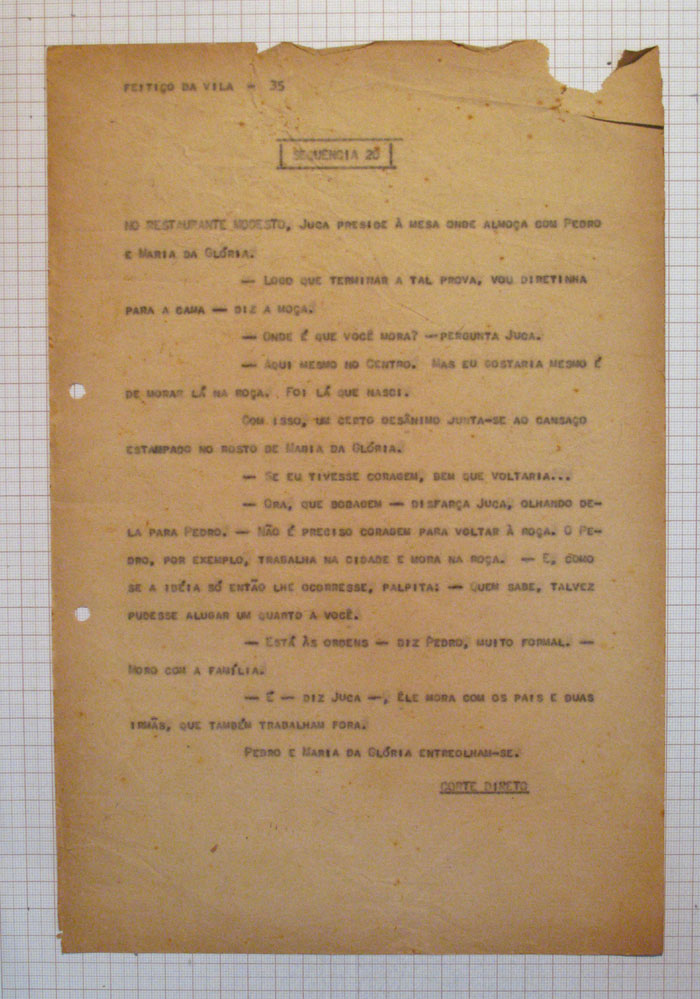 FEITIÇO DA VILA - 35
SEQUÊNCIA 20
NO RESTAURANTE MODESTO, JUCA PRESIDE À MESA ONDE ALMOÇA COM PEDRO
E MARIA DA GLÓRIA.
— LOGO QUE TERMINAR A TAL PROVA, VOU DIRETINHA
PARA A CAMA — DIZ A MOÇA.
— ONDE É QUE VOCÊ MORA? —PERGUNTA JUCA.
— AQUI MESMO NO CENTRO. MAS EU GOSTARIA MESMO É
DE MORAR LÁ NA ROÇA. FOI LÁ QUE NASCI.
COM ISSO, UM CERTO DESÂNIMO JUNTA-SE AO CANSAÇO
ESTAMPADO NO ROSTO DE MARIA DA GLÓRIA.
— SE EU TIVESSE CORAGEM, BEM QUE VOLTARIA...
— ORA, QUE BOBAGEM — DISFARÇA JUCA, OLHANDO DE-
LA PARA PEDRO. — NÃO É PRECISO CORAGEM PARA VOLTAR À ROÇA. O PE-
DRO, POR EXEMPLO, TRABALHA NA CIDADE E MORA NA ROÇA. — E, COMO
SE A IDÉIA SÓ ENTÃO LHE OCORRESSE, PALPITA: — QUEM SABE, TALVEZ
PUDESSE ALUGAR UM QUARTO A VOCÊ.
— ESTÁ ÀS ORDENS — DIZ PEDRO, MUITO FORMAL. —
MORO COM A FAMÍLIA.
— É — DIZ JUCA —, ÊLE MORA COM OS PAIS E DUAS
IRMÃS, QUE TAMBÉM TRABALHAM FORA.
PEDRO E MARIA DA GLÓRIA ENTREOLHAM-SE.
CORTE DIRETO